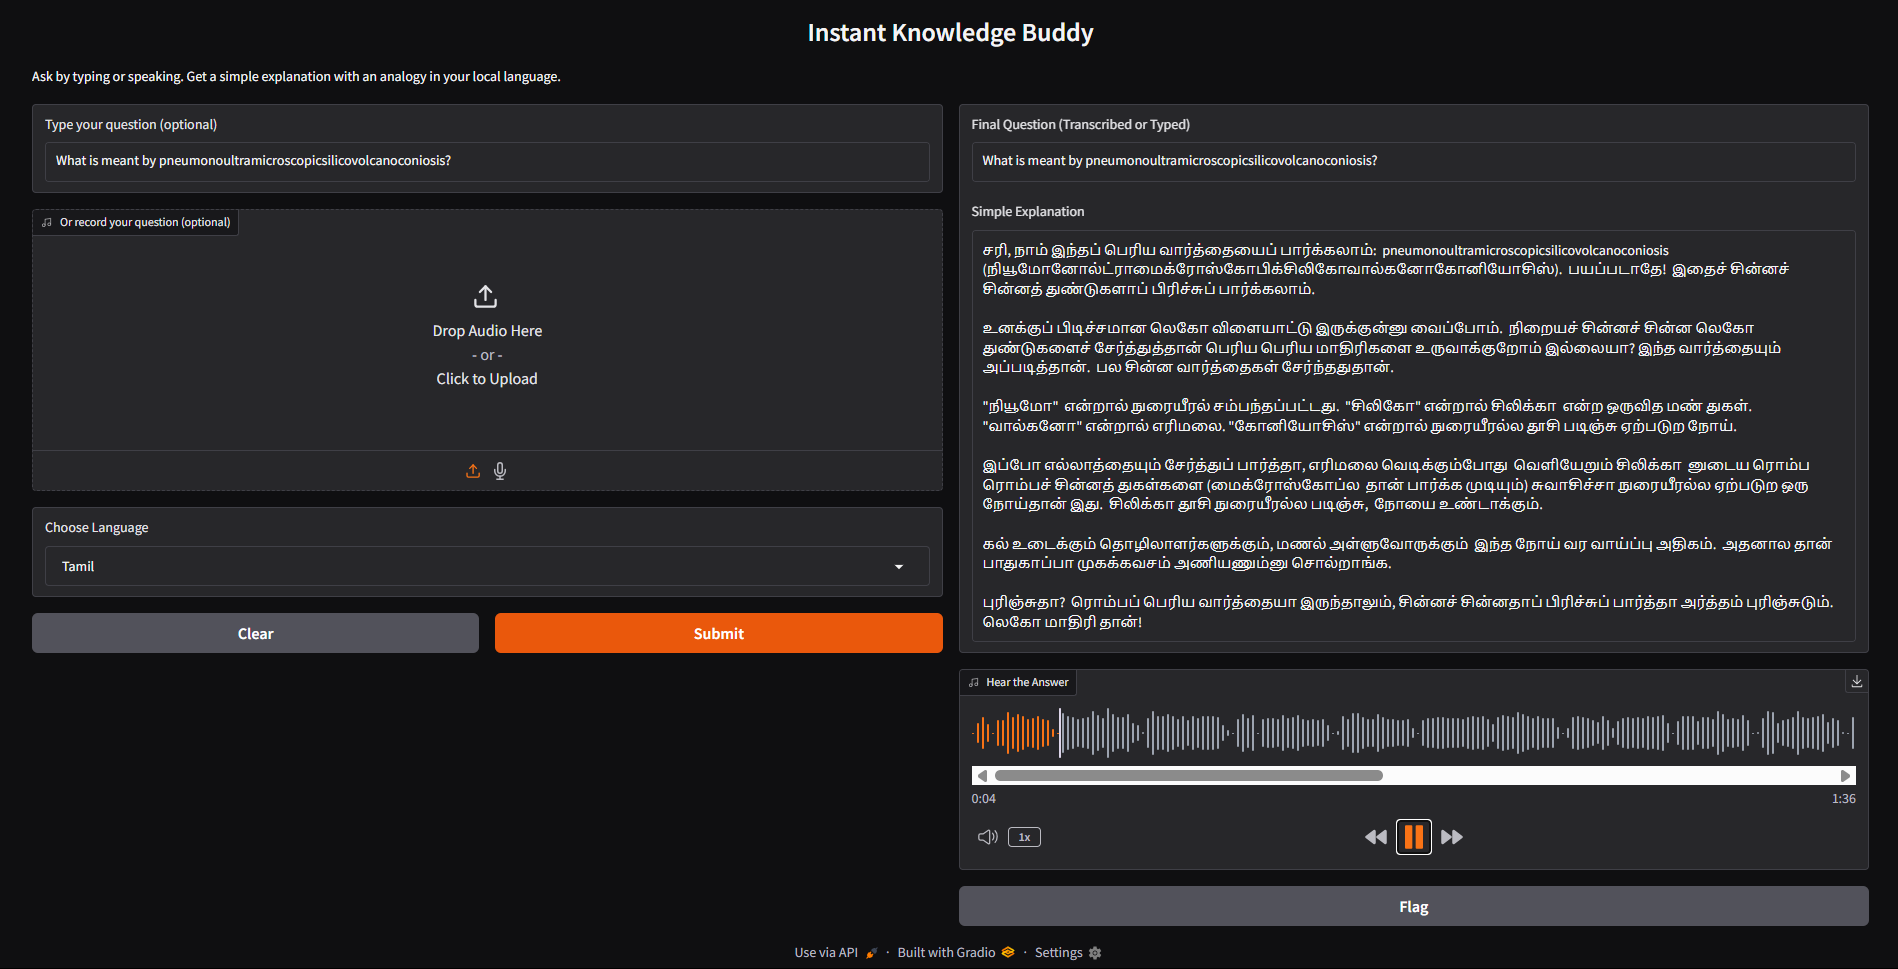 Instant Knowledge Buddy
Ask by typing or speaking. Get a simple explanation with an analogy in your local language.
Type your question (optional)
What is meant by pneumonoultramicroscopicsilicovolcanoconiosis?
Or record your question (optional)
Drop Audio Here
- or -
Click to Upload
Choose Language
Tamil
Clear
Submit
Final Question (Transcribed or Typed)
What is meant by pneumonoultramicroscopicsilicovolcanoconiosis?
Simple Explanation
சரி, நாம் இந்தப் பெரிய வார்த்தையைப் பார்க்கலாம்: pneumonoultramicroscopicsilicovolcanoconiosis
(நியூமோனோல்ட்ராமைக்ரோஸ்கோபிக்சிலிகோவால்கனோகோனியோசிஸ்). பயப்படாதே! இதைச் சின்னச்
சின்னத் துண்டுகளாப் பிரிச்சுப் பார்க்கலாம்.
உனக்குப் பிடிச்சமான லெகோ விளையாட்டு இருக்குன்னு வைப்போம். நிறையச் சின்னச் சின்ன லெகோ
துண்டுகளைச் சேர்த்துத்தான் பெரிய பெரிய மாதிரிகளை உருவாக்குறோம் இல்லையா? இந்த வார்த்தையும்
அப்படித்தான். பல சின்ன வார்த்தைகள் சேர்ந்ததுதான்.
"நியூமோ" என்றால் நுரையீரல் சம்பந்தப்பட்டது. "சிலிகோ" என்றால் சிலிக்கா என்ற ஒருவித மண் துகள்.
"வால்கனோ" என்றால் எரிமலை. "கோனியோசிஸ்" என்றால் நுரையீரல்ல தூசி படிஞ்சு ஏற்படுற நோய்.
இப்போ எல்லாத்தையும் சேர்த்துப் பார்த்தா, எரிமலை வெடிக்கும்போது வெளியேறும் சிலிக்கா னுடைய ரொம்ப
ரொம்பச் சின்னத் துகள்களை (மைக்ரோஸ்கோப்ல தான் பார்க்க முடியும்) சுவாசிச்சா நுரையீரல்ல ஏற்படுற ஒரு
நோய்தான் இது. சிலிக்கா தூசி நுரையீரல்ல படிஞ்சு, நோயை உண்டாக்கும்.
கல் உடைக்கும் தொழிலாளர்களுக்கும், மணல் அள்ளுவோருக்கும் இந்த நோய் வர வாய்ப்பு அதிகம். அதனால தான்
பாதுகாப்பா முகக்கவசம் அணியணும்னு சொல்றாங்க.
புரிஞ்சுதா? ரொம்பப் பெரிய வார்த்தையா இருந்தாலும், சின்னச் சின்னதாப் பிரிச்சுப் பார்த்தா அர்த்தம் புரிஞ்சுடும்.
லெகோ மாதிரி தான்!
Hear the Answer
0:04
1:36
1x
Flag
Use via API · Built with Gradio · Settings